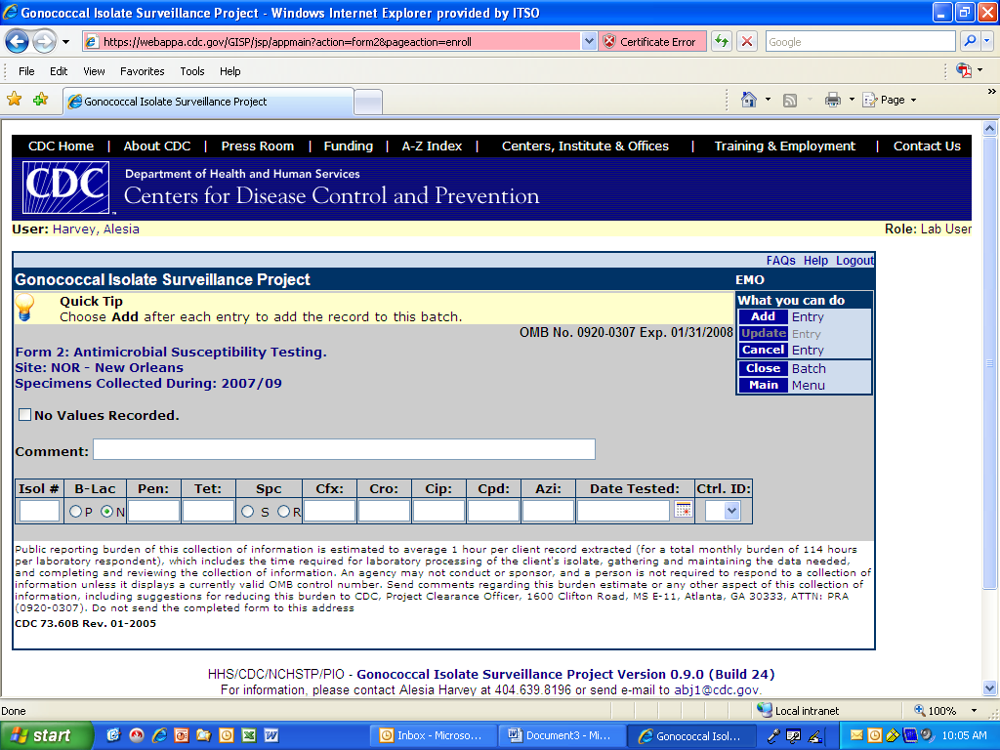 Gonococcal Isolate Surveillance Project - Windows Internet Explorer provided by ITSO
https://webappa.cdc.gov/GISP/jsp/appmain?action=form2&pageaction=enroll
Certificate Error
Google
File Edit View Favorites Tools Help
Gonococcal Isolate Surveillance Project
Page
CDC Home | About CDC | Press Room | Funding | A-Z Index | Centers, Institute & Offices | Training & Employment | Contact Us
CDC
TM
Department of Health and Human Services
Centers for Disease Control and Prevention
User: Harvey, Alesia
Role: Lab User
FAQs Help Logout
Gonococcal Isolate Surveillance Project
EMO
Quick Tip
Choose Add after each entry to add the record to this batch.
What you can do
Add Entry
Update Entry
Cancel Entry
Close Batch
Main Menu
OMB No. 0920-0307 Exp. 01/31/2008
Form 2: Antimicrobial Susceptibility Testing.
Site: NOR - New Orleans
Specimens Collected During: 2007/09
No Values Recorded.
Comment:
Isol # B-Lac Pen: Tet: Spc Cfx: Cro: Cip: Cpd: Azi: Date Tested: Ctrl. ID:
P N S R
Public reporting burden of this collection of information is estimated to average 1 hour per client record extracted (for a total monthly burden of 114 hours
per laboratory respondent), which includes the time required for laboratory processing of the client's isolate, gathering and maintaining the data needed,
and completing and reviewing the collection of information. An agency may not conduct or sponsor, and a person is not required to respond to a collection of
information unless it displays a currently valid OMB control number. Send comments regarding this burden estimate or any other aspect of this collection of
information, including suggestions for reducing this burden to CDC, Project Clearance Officer, 1600 Clifton Road, MS E-11, Atlanta, GA 30333, ATTN: PRA
(0920-0307). Do not send the completed form to this address
CDC 73.60B Rev. 01-2005
HHS/CDC/NCHSTP/PIO - Gonococcal Isolate Surveillance Project Version 0.9.0 (Build 24)
For information, please contact Alesia Harvey at 404.639.8196 or send e-mail to abj1@cdc.gov.
Done
Local intranet
100%
start
Inbox - Microso...
Document3 - Mi...
Gonococcal Isol...
10:05 AM